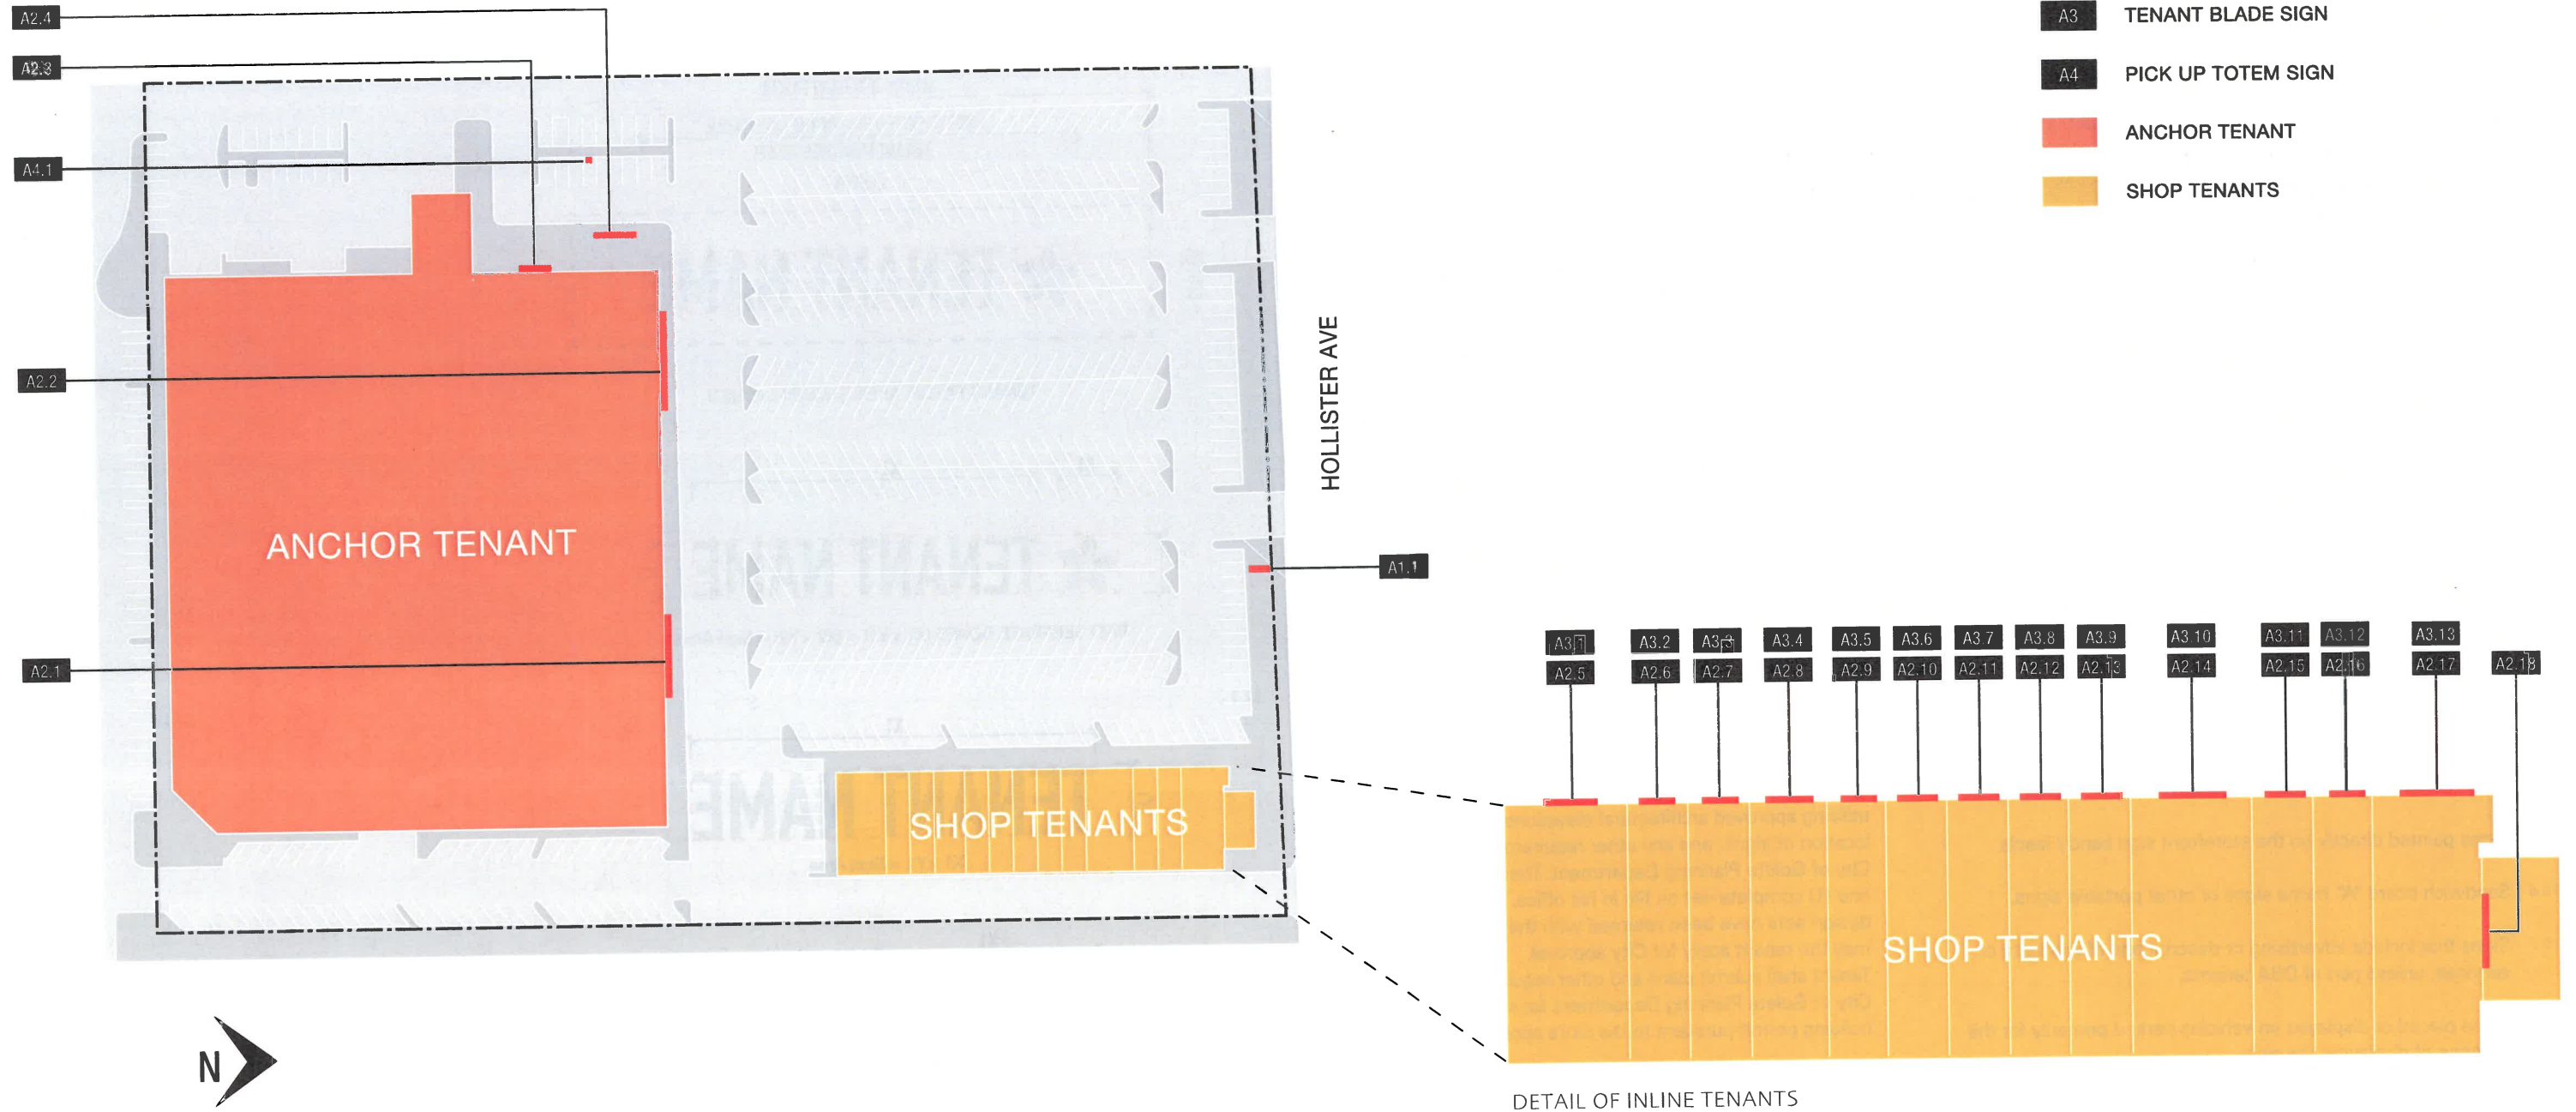 A2.4
A2.3
A4.1
A2.2
A2.1
A3 TENANT BLADE SIGN
A4 PICK UP TOTEM SIGN
ANCHOR TENANT
SHOP TENANTS
HOLLISTER AVE
ANCHOR TENANT
A1.1
SHOP TENANTS
A3.1 A3.2 A3.3 A3.4 A3.5 A3.6 A3.7 A3.8 A3.9 A3.10 A3.11 A3.12 A3.13
A2.5 A2.6 A2.7 A2.8 A2.9 A2.10 A2.11 A2.12 A2.13 A2.14 A2.15 A2.16 A2.17 A2.18
SHOP TENANTS
N
DETAIL OF INLINE TENANTS